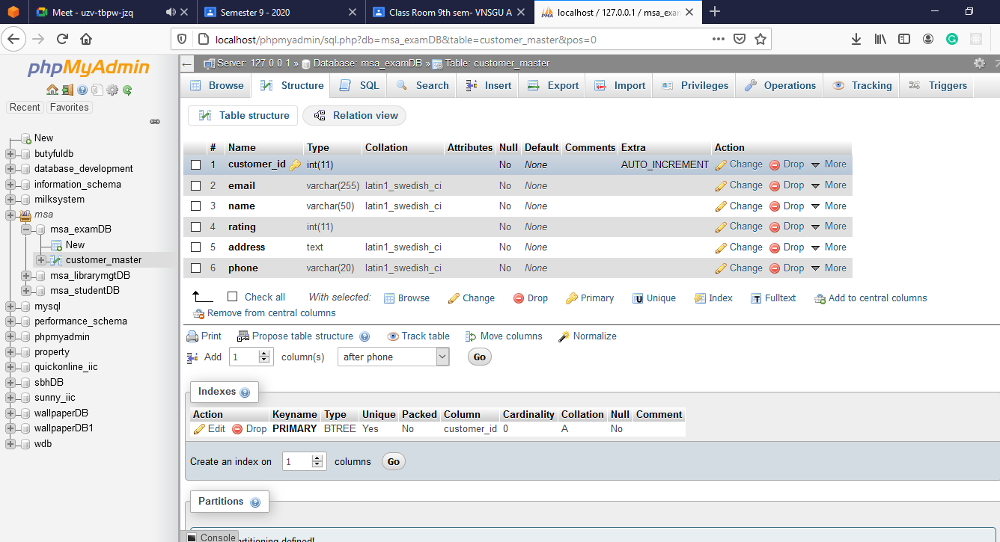 Meet - uzv-tbpw-jzq
Semester 9 - 2020
Class Room 9th sem- VNSGU A
localhost / 127.0.0.1 / msa_exam
localhost/phpmyadmin/sql.php?db=msa_examDB&table=customer_master&pos=0
phpMyAdmin
Recent Favorites
New
butyfuldb
database_development
information_schema
milksystem
msa
msa_examDB
New
customer_master
msa_librarymgtDB
msa_studentDB
mysql
performance_schema
phpmyadmin
property
quickonline_iic
sbhDB
sunny_iic
wallpaperDB
wallpaperDB1
wdb
Server: 127.0.0.1 » Database: msa_examDB » Table: customer_master
Browse Structure SQL Search Insert Export Import Privileges Operations Tracking Triggers
Table structure Relation view
# Name Type Collation Attributes Null Default Comments Extra Action
1 customer_id int(11) No None AUTO_INCREMENT Change Drop More
2 email varchar(255) latin1_swedish_ci No None Change Drop More
3 name varchar(50) latin1_swedish_ci No None Change Drop More
4 rating int(11) No None Change Drop More
5 address text latin1_swedish_ci No None Change Drop More
6 phone varchar(20) latin1_swedish_ci No None Change Drop More
Check all With selected: Browse Change Drop Primary Unique Index Fulltext Add to central columns
Remove from central columns
Print Propose table structure Track table Move columns Normalize
Add 1 column(s) after phone Go
Indexes
Action Keyname Type Unique Packed Column Cardinality Collation Null Comment
Edit Drop PRIMARY BTREE Yes No customer_id 0 A No
Create an index on 1 columns Go
Partitions
Console
partitioning defined!